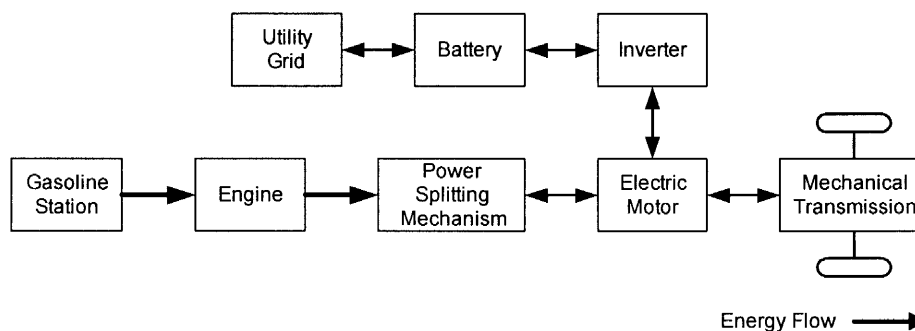 Utility
Grid
Battery
Inverter
Gasoline
Station
Engine
Power
Splitting
Mechanism
Electric
Motor
Mechanical
Transmission
Energy Flow